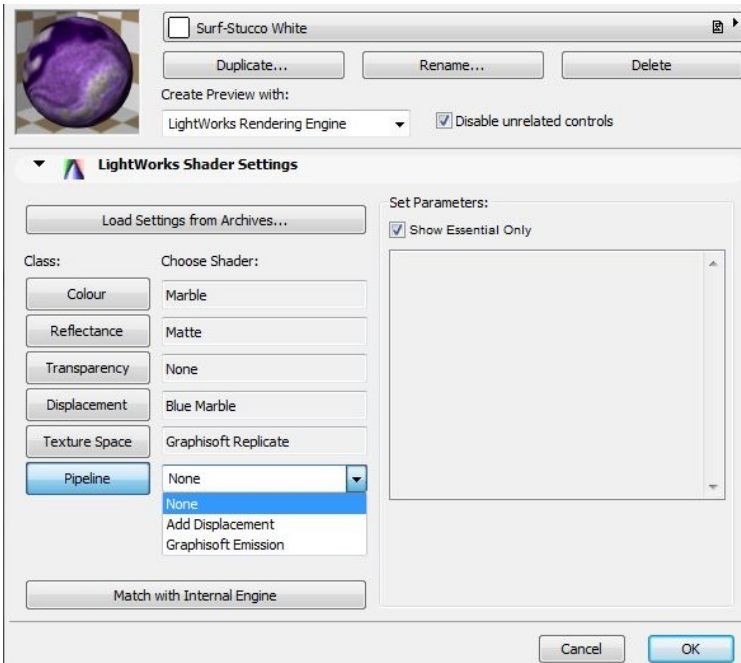 Surf-Stucco White
Duplicate...
Rename...
Delete
Create Preview with:
LightWorks Rendering Engine
Disable unrelated controls
LightWorks Shader Settings
Load Settings from Archives...
Set Parameters:
Show Essential Only
Class:
Choose Shader:
Colour
Marble
Reflectance
Matte
Transparency
None
Displacement
Blue Marble
Texture Space
Graphisoft Replicate
Pipeline
None
None
Add Displacement
Graphisoft Emission
Match with Internal Engine
Cancel
OK